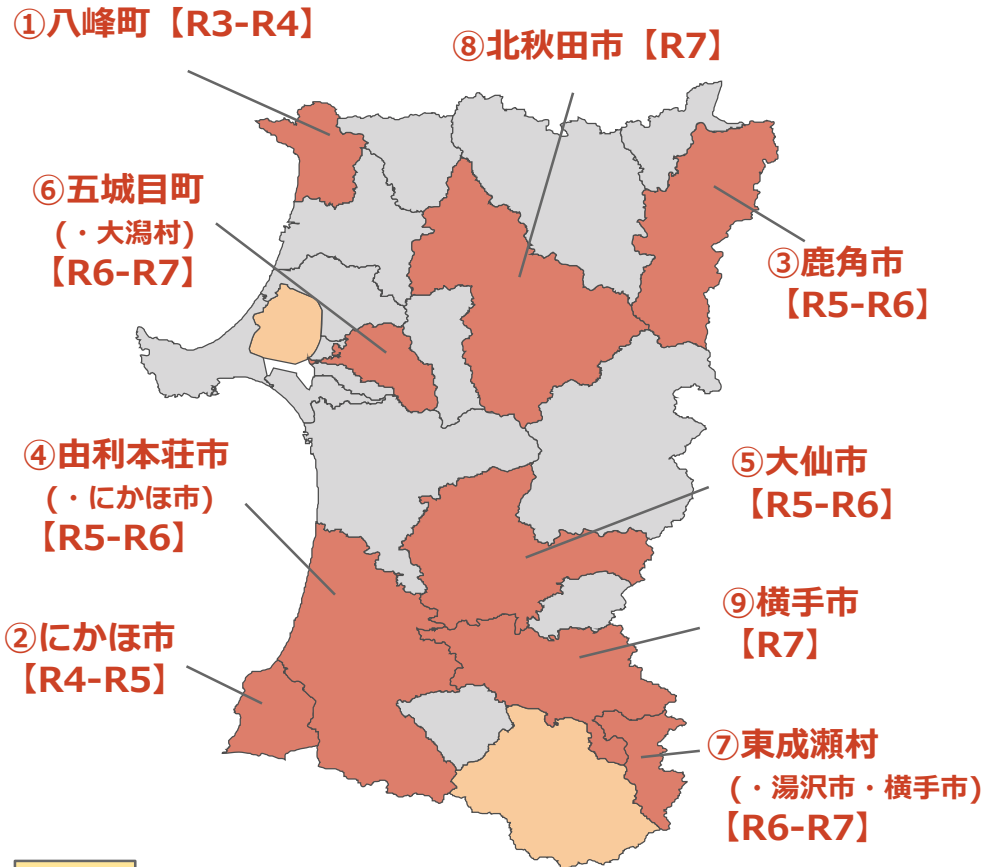 ①八峰町【R3-R4】
⑧北秋田市【R7】
⑥五城目町
(・大潟村)
【R6-R7】
③鹿角市
【R5-R6】
④由利本荘市
(・にかほ市)
【R5-R6】
⑤大仙市
【R5-R6】
②にかほ市
【R4-R5】
⑨横手市
【R7】
⑦東成瀬村
(・湯沢市・横手市)
【R6-R7】